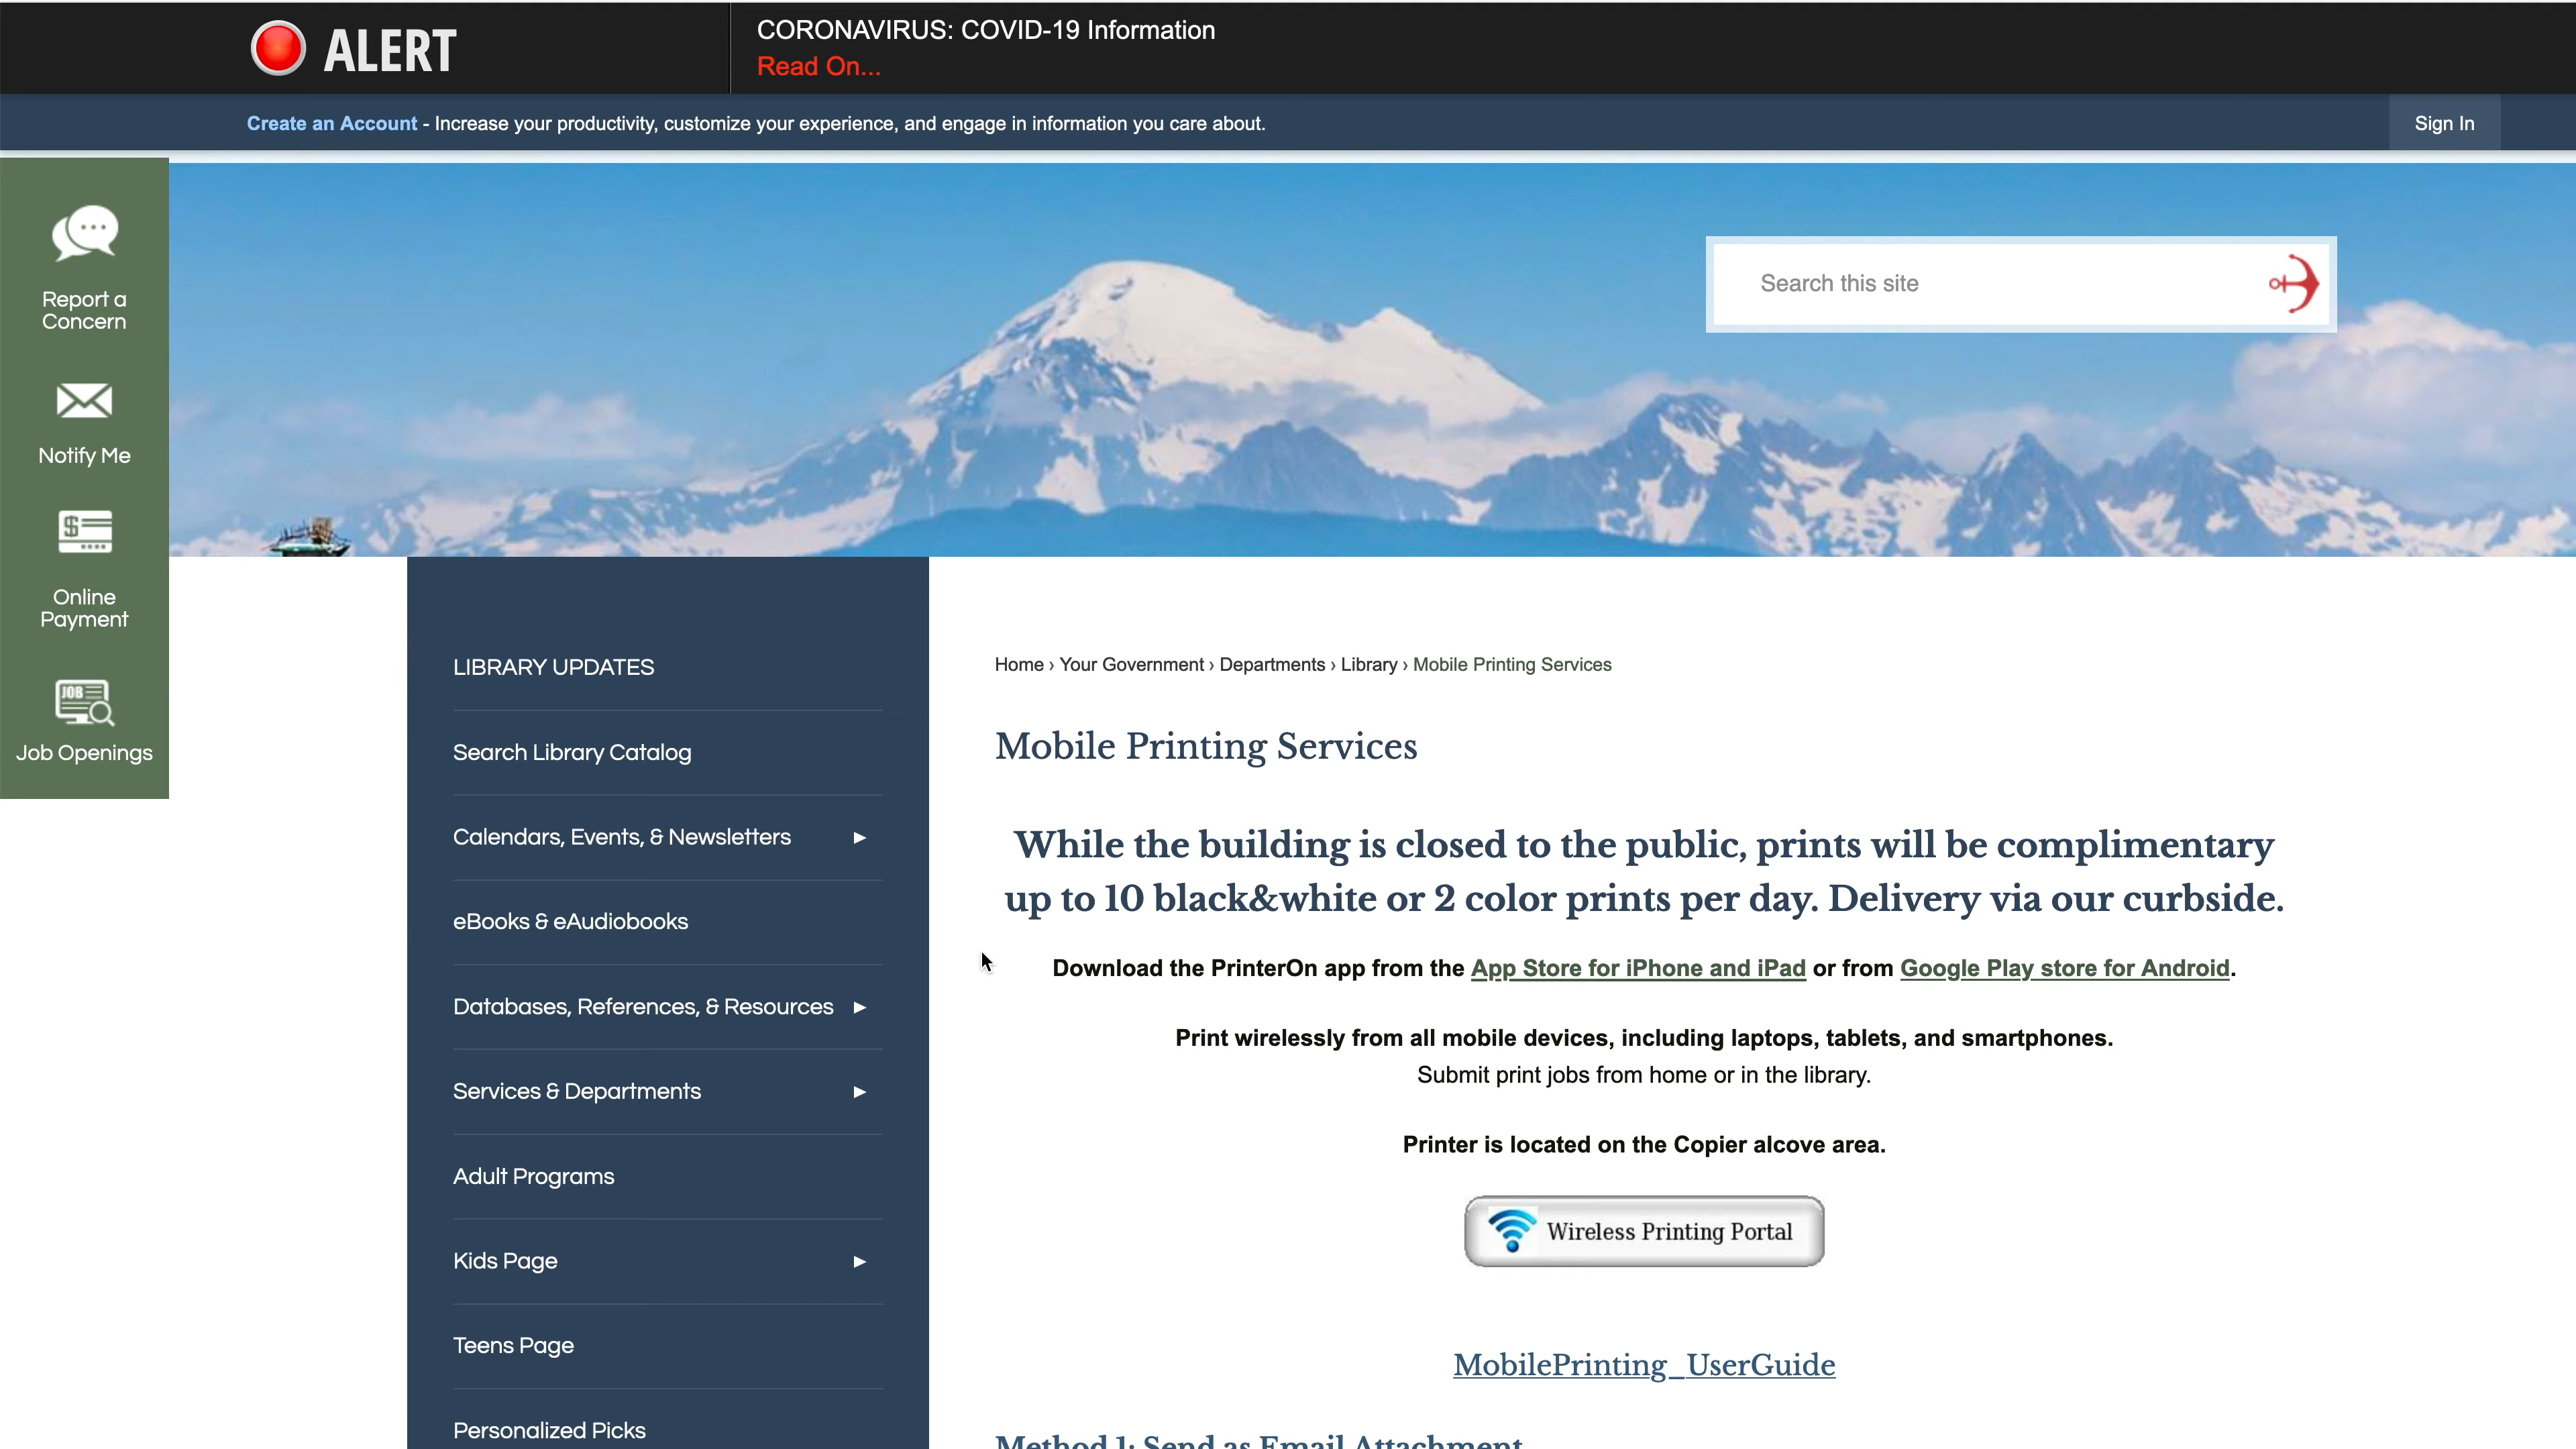 ALERT
CORONAVIRUS: COVID-19 Information
Read On...
Create an Account - Increase your productivity, customize your experience, and engage in information you care about.
Sign In
Report a
Concern
Notify Me
Online
Payment
JOB
Job Openings
Search this site
LIBRARY UPDATES
Search Library Catalog
Calendars, Events, & Newsletters
eBooks & eAudiobooks
Databases, References, & Resources
Services & Departments
Adult Programs
Kids Page
Teens Page
Personalized Picks
Home › Your Government › Departments › Library › Mobile Printing Services
Mobile Printing Services
While the building is closed to the public, prints will be complimentary
up to 10 black&white or 2 color prints per day. Delivery via our curbside.
Download the PrinterOn app from the App Store for iPhone and iPad or from Google Play store for Android.
Print wirelessly from all mobile devices, including laptops, tablets, and smartphones.
Submit print jobs from home or in the library.
Printer is located on the Copier alcove area.
Wireless Printing Portal
MobilePrinting_UserGuide
Method 1: Send as Email Attachment